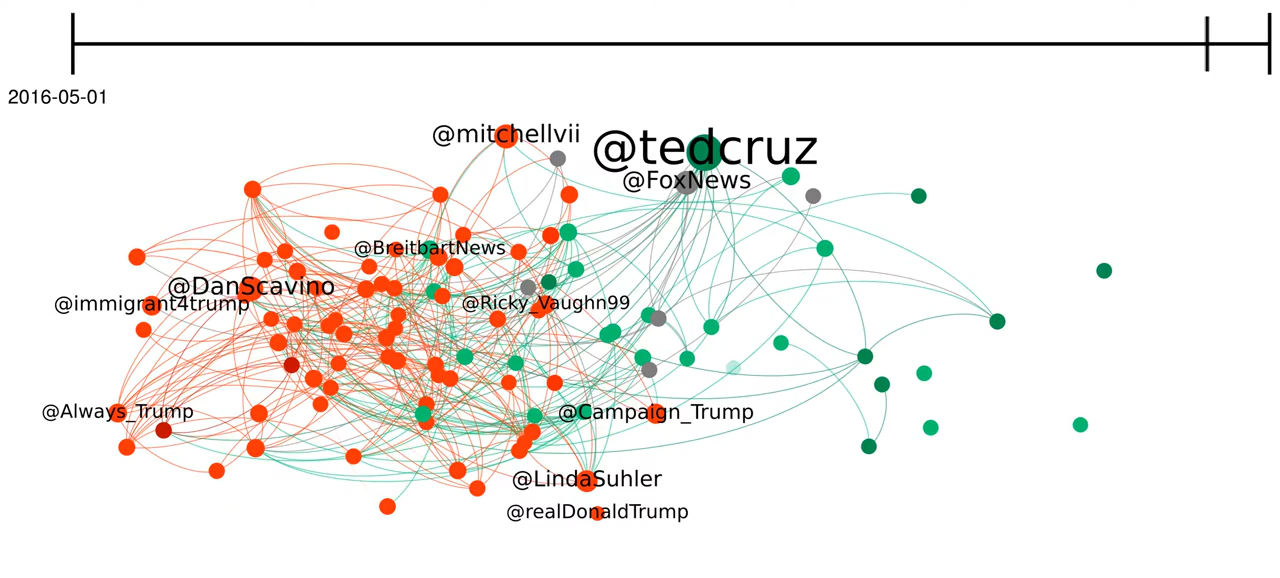 2016-05-01
@mitchellvii
@tedcruz
@FoxNews
@BreitbartNews
@DanScavino
@immigrant4trump
@Ricky_Vaughn99
@Always_Trump
@Campaign_Trump
@LindaSuhler
@realDonaldTrump